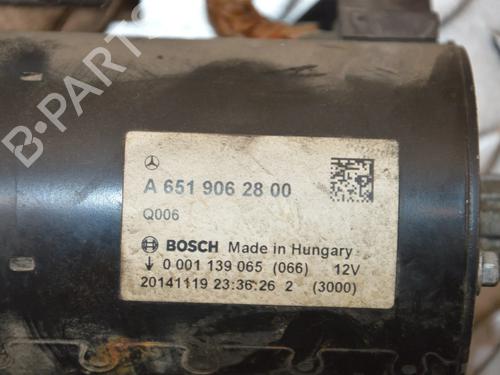 B-PARTS
A 651 906 28 00
Q006
BOSCH Made in Hungary
0 001 139 065 (066) 12V
20141119 23:36:26 2 (3000)